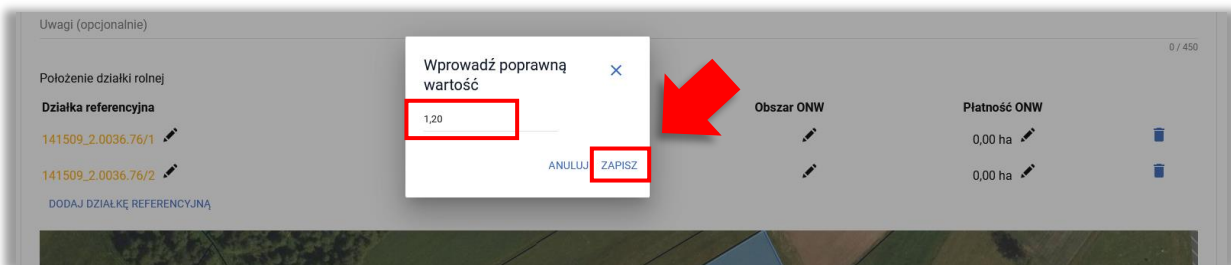 Uwagi (opcjonalnie)
0 / 450
Położenie działki rolnej
Działka referencyjna Obszar ONW Płatność ONW
141509_2.0036.76/1 0,00 ha
141509_2.0036.76/2 0,00 ha
DODAJ DZIAŁKĘ REFERENCYJNĄ
Wprowadź poprawną
wartość
1,20
ANULUJ ZAPISZ